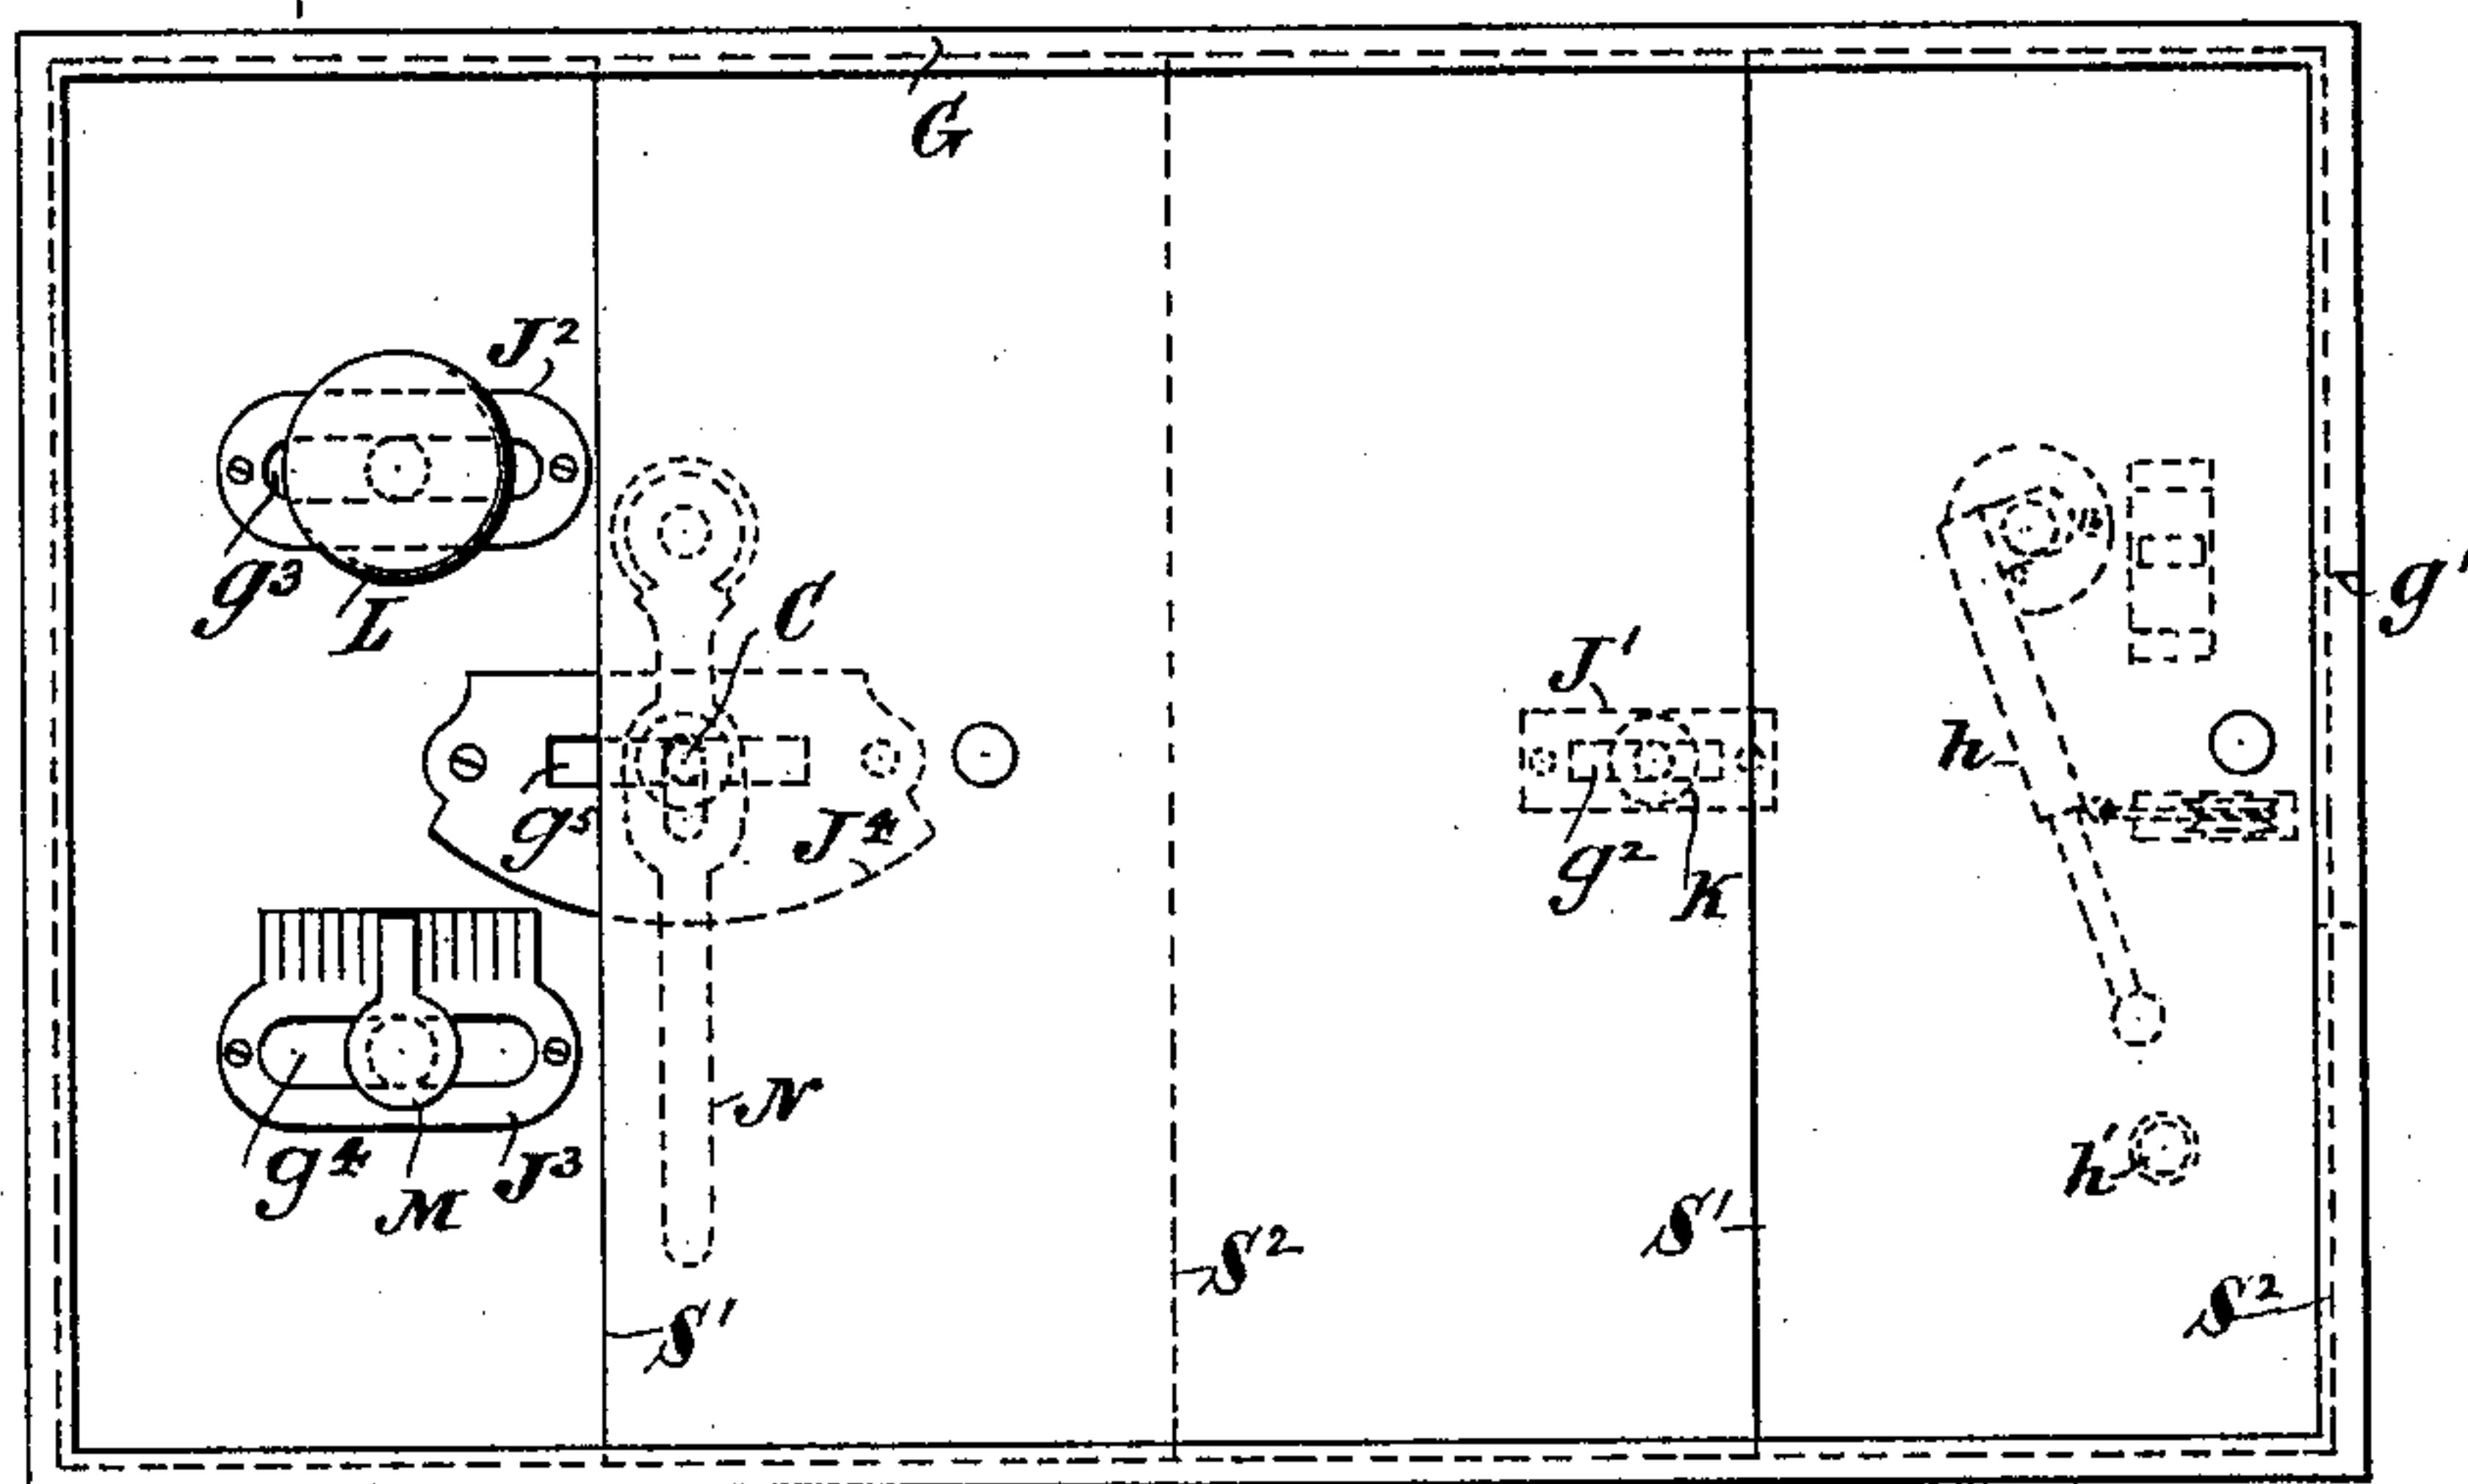 G
J²
g³
L
C
g'
J'
h
g⁵
J⁴
g²
K
N
g⁴
M
J³
h'
S'
S²
S²
S'